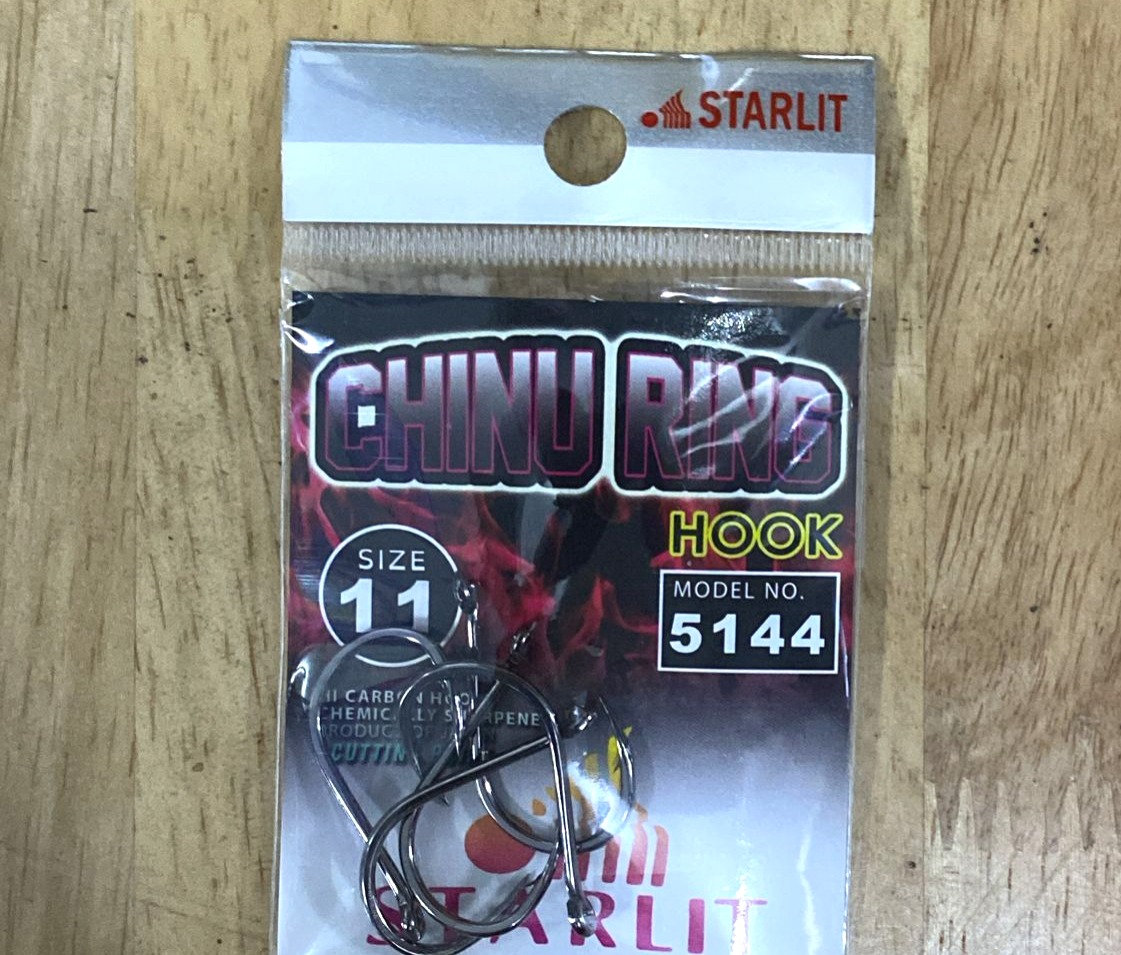 STARLIT
CHINU RING
HOOK
SIZE
11
MODEL NO.
5144
STARLIT